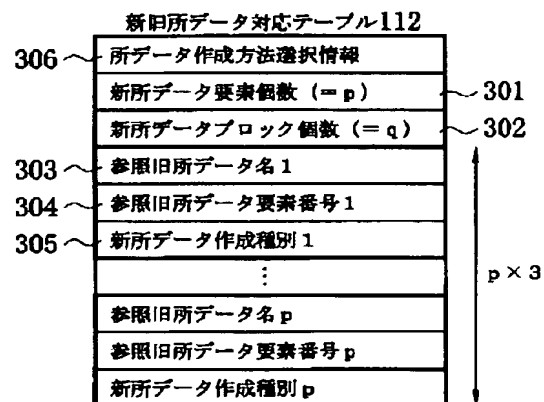 新旧所データ対応テーブル112
306 所データ作成方法選択情報
新所データ要素個数 (=p) 301
新所データブロック個数 (=q) 302
303 参照旧所データ名1
304 参照旧所データ要素番号1
305 新所データ作成種別1
⋮
p×3
参照旧所データ名p
参照旧所データ要素番号p
新所データ作成種別p